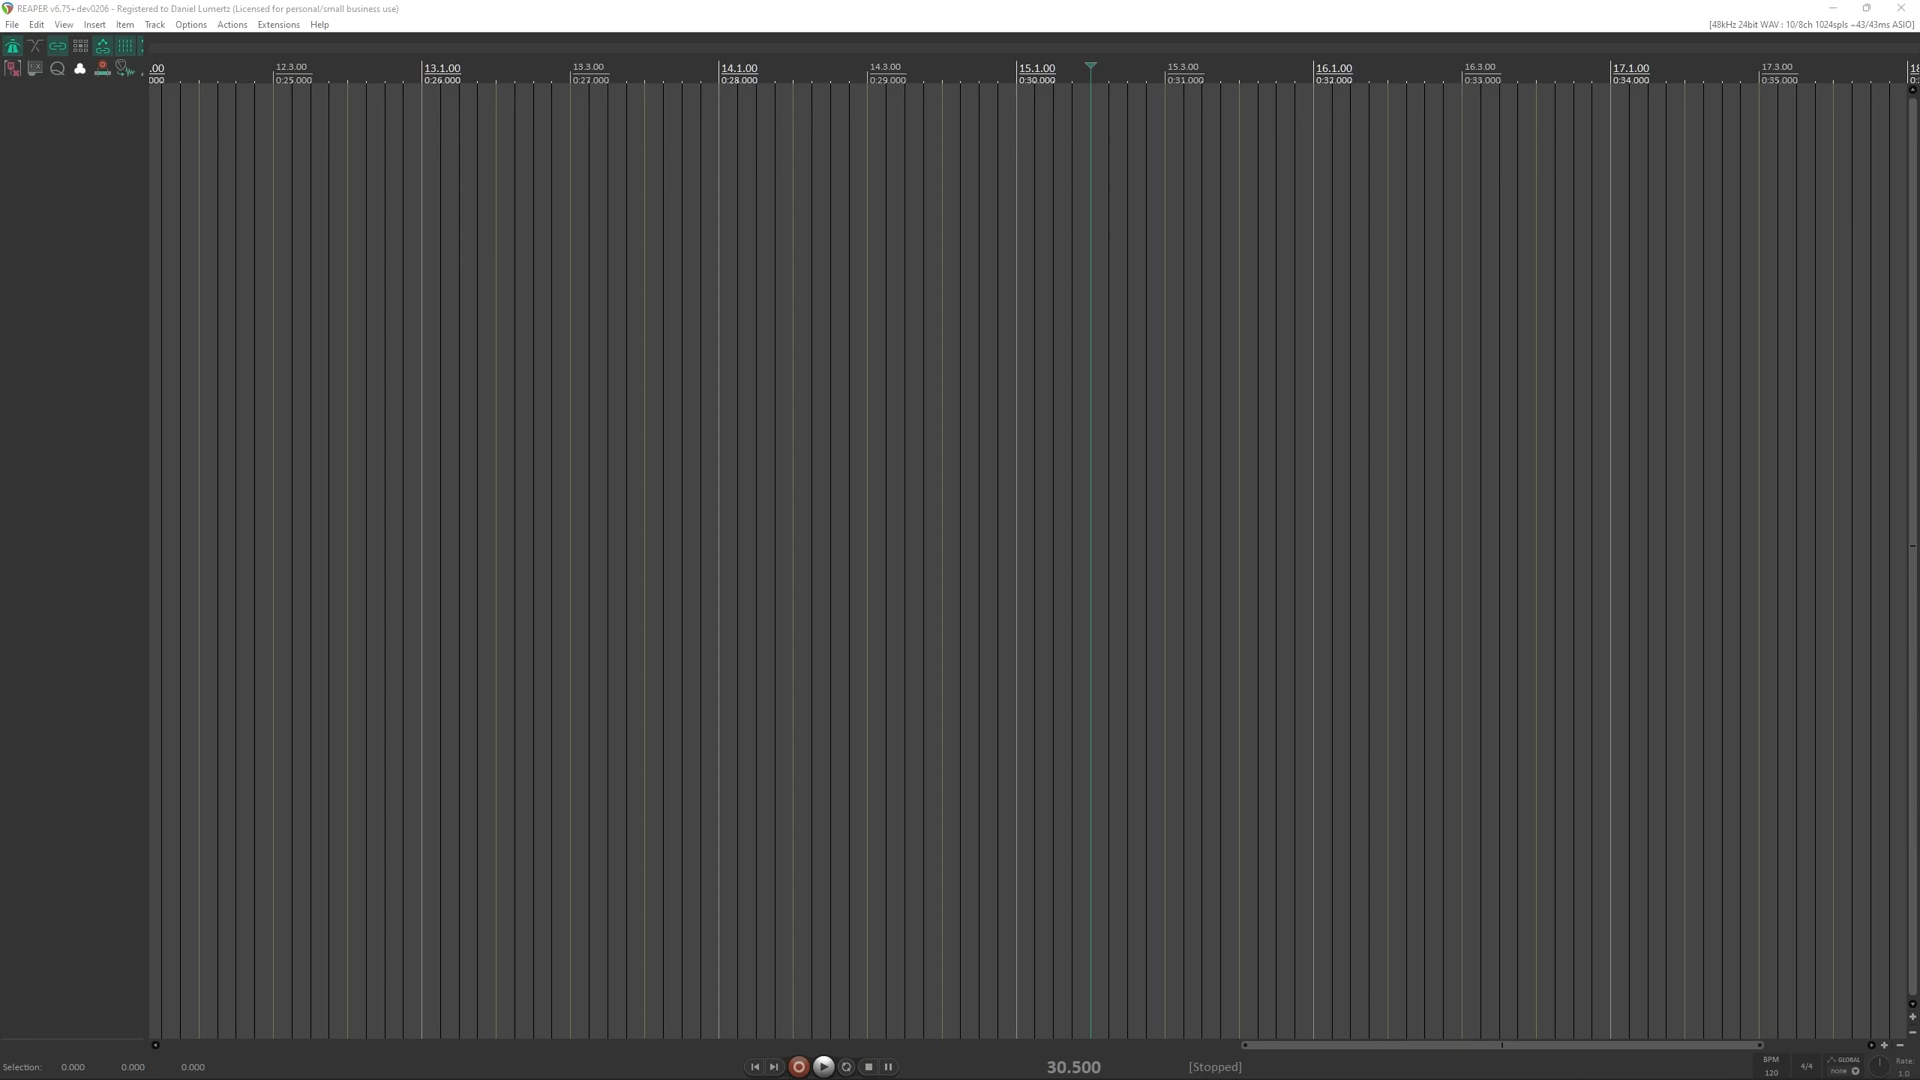 REAPER v6.75+dev0206 - Registered to Daniel Lumertz (Licensed for personal/small business use)
File Edit View Insert Item Track Options Actions Extensions Help
[48kHz 24bit WAV : 10/8ch 1024spls ~43/43ms ASIO]
.00 12.3.00 13.1.00 13.3.00 14.1.00 14.3.00 15.1.00 15.3.00 16.1.00 16.3.00 17.1.00 17.3.00 18
000 0:25.000 0:26.000 0:27.000 0:28.000 0:29.000 0:30.000 0:31.000 0:32.000 0:33.000 0:34.000 0:35.000 0:
Selection: 0.000 0.000 0.000
30.500 [Stopped]
BPM
120
4/4
GLOBAL
none
Rate:
1.0